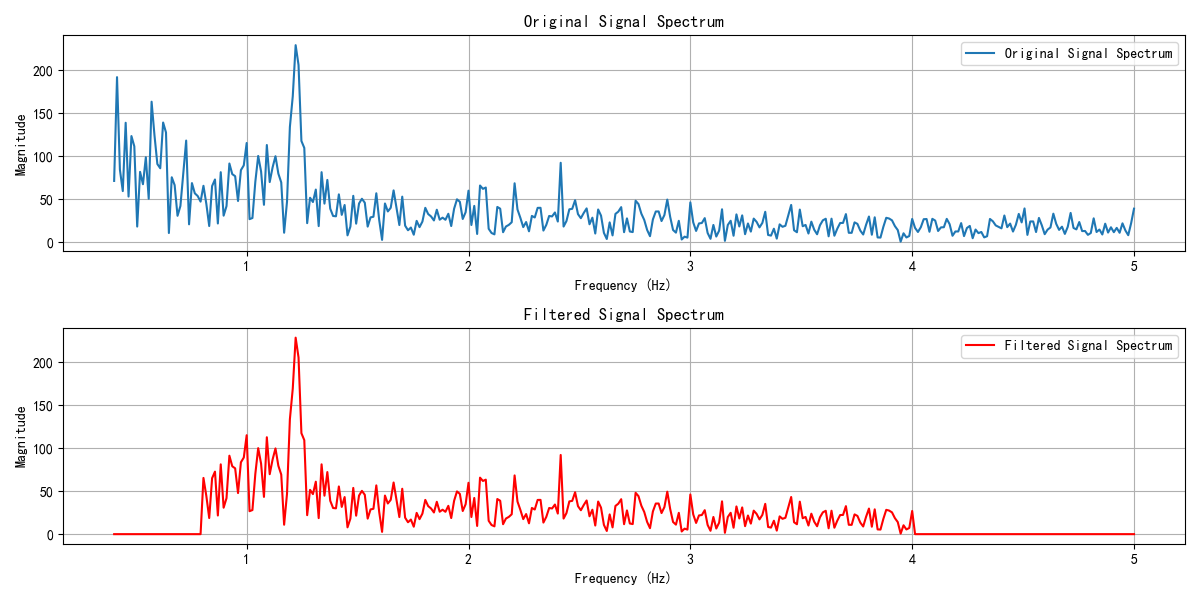 Original Signal Spectrum
Original Signal Spectrum
Magnitude
200
150
100
50
0
1
2
3
4
5
Frequency (Hz)
Filtered Signal Spectrum
Filtered Signal Spectrum
Magnitude
200
150
100
50
0
1
2
3
4
5
Frequency (Hz)